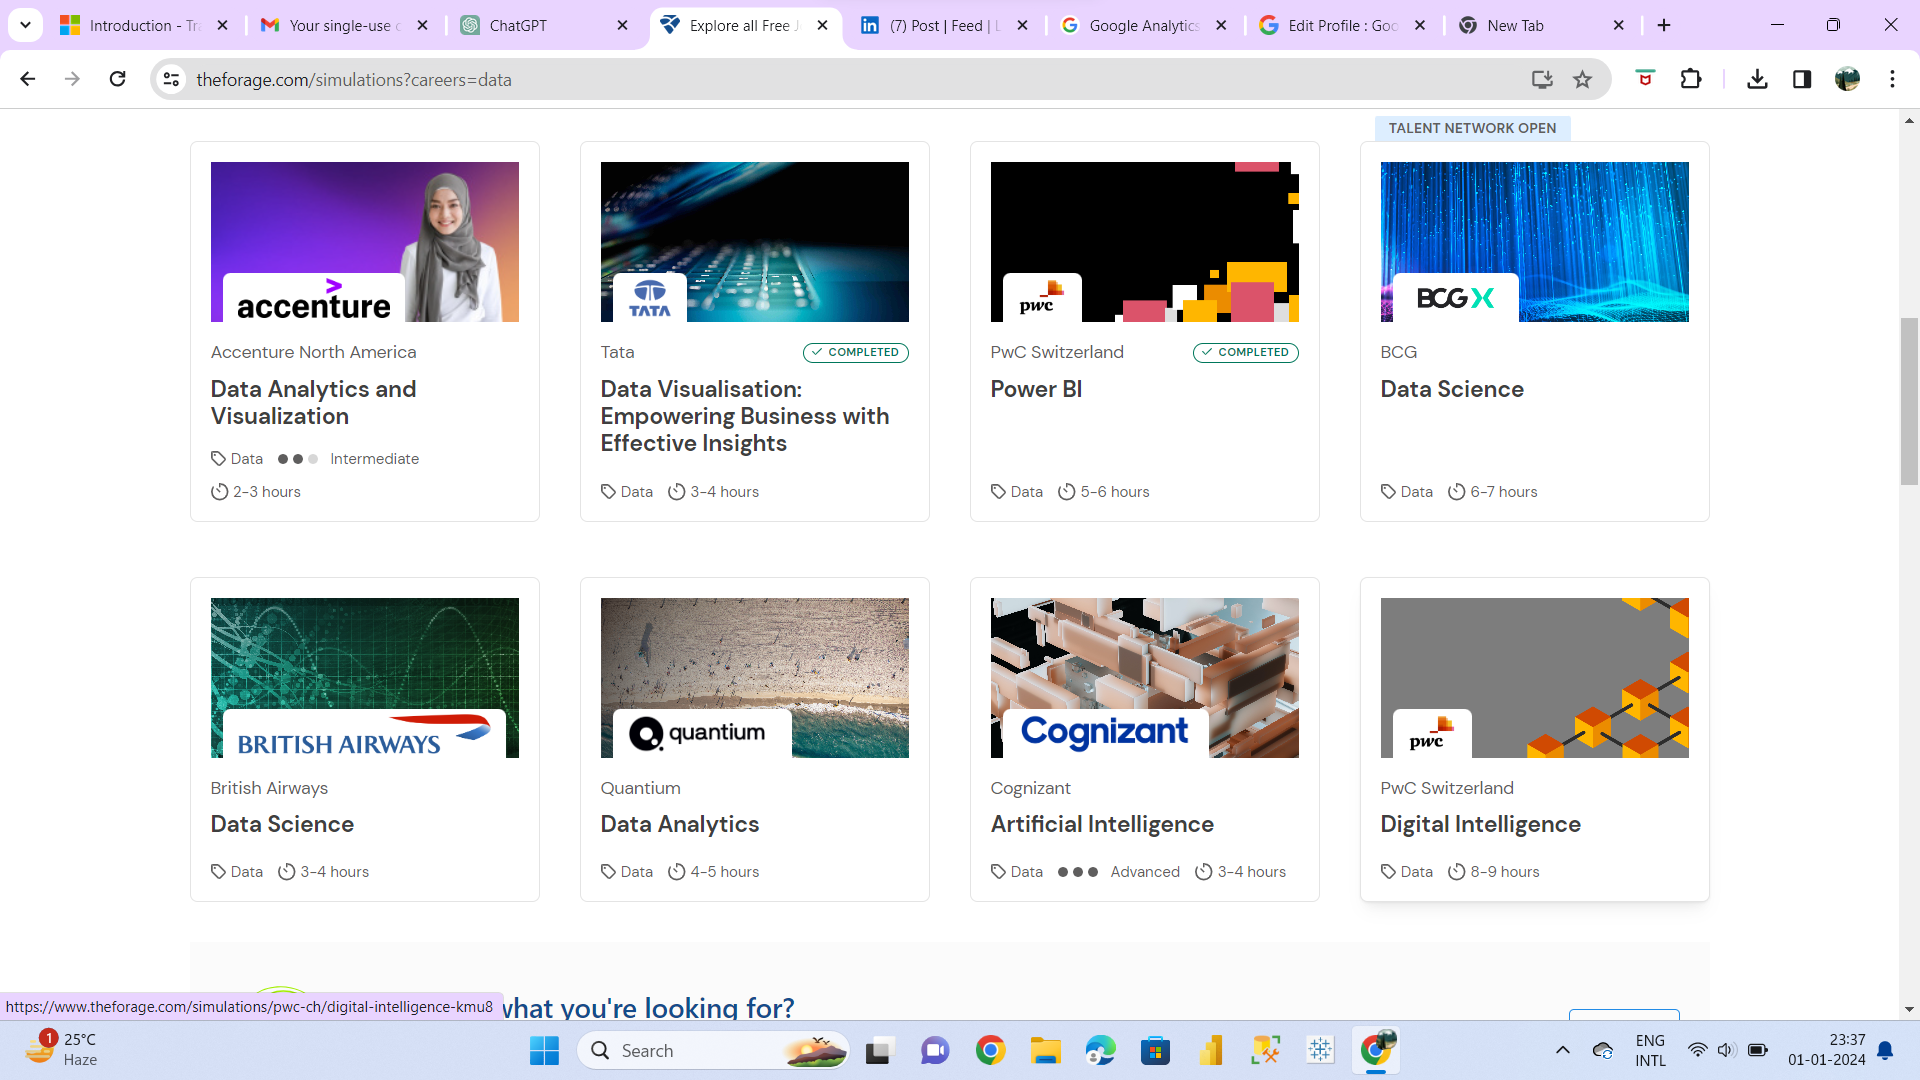 Introduction - Tr
Your single-use c
ChatGPT
Explore all Free J
(7) Post | Feed | L
Google Analytics
Edit Profile : Goo
New Tab
theforage.com/simulations?careers=data
TALENT NETWORK OPEN
accenture
TATA
pwc
BCG X
Accenture North America
Data Analytics and
Visualization
Data
Intermediate
2-3 hours
Tata
COMPLETED
Data Visualisation:
Empowering Business with
Effective Insights
Data
3-4 hours
PwC Switzerland
COMPLETED
Power BI
Data
5-6 hours
BCG
Data Science
Data
6-7 hours
BRITISH AIRWAYS
British Airways
Data Science
Data
3-4 hours
quantium
Quantium
Data Analytics
Data
4-5 hours
Cognizant
Cognizant
Artificial Intelligence
Data
Advanced
3-4 hours
pwc
PwC Switzerland
Digital Intelligence
Data
8-9 hours
what you're looking for?
https://www.theforage.com/simulations/pwc-ch/digital-intelligence-kmu8
1
25°C
Haze
Search
ENG
INTL
23:37
01-01-2024